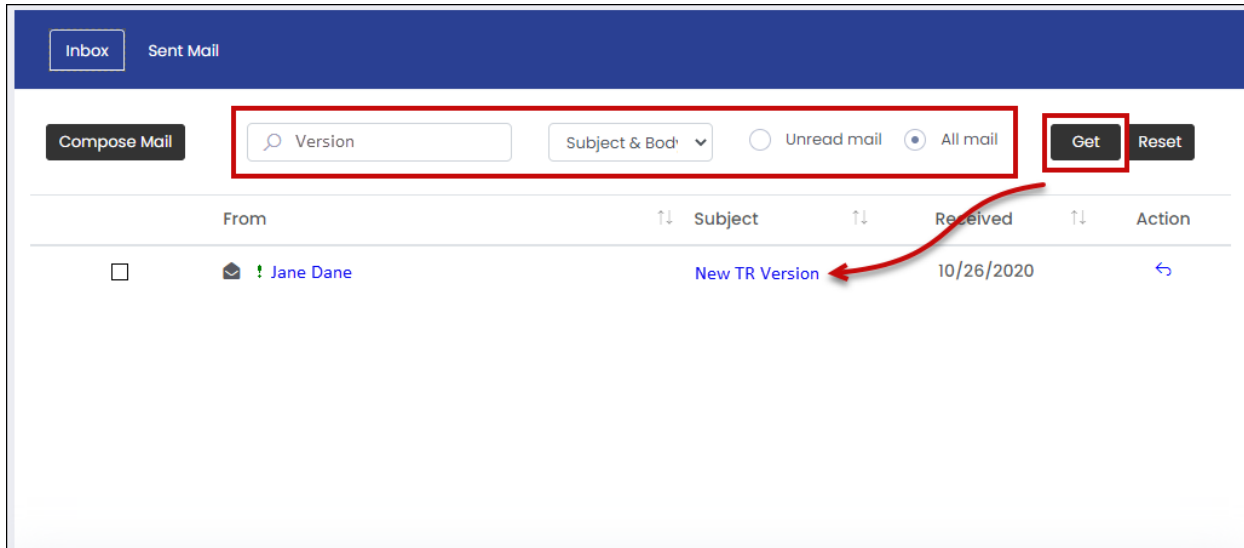 Inbox Sent Mail
Compose Mail Version Subject & Bod Unread mail All mail Get Reset
From Subject Received Action
! Jane Dane New TR Version 10/26/2020